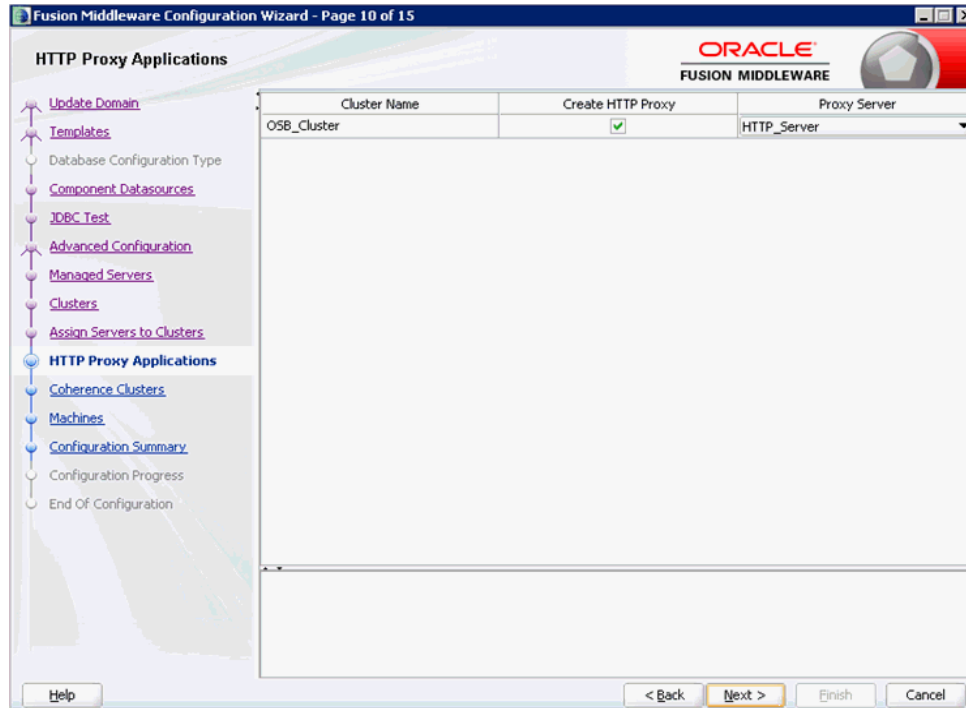 Fusion Middleware Configuration Wizard - Page 10 of 15
HTTP Proxy Applications
ORACLE
FUSION MIDDLEWARE
Update Domain
Templates
Database Configuration Type
Component Datasources
JDBC Test
Advanced Configuration
Managed Servers
Clusters
Assign Servers to Clusters
HTTP Proxy Applications
Coherence Clusters
Machines
Configuration Summary
Configuration Progress
End Of Configuration
Cluster Name Create HTTP Proxy Proxy Server
OSB_Cluster HTTP_Server
Help < Back Next > Finish Cancel